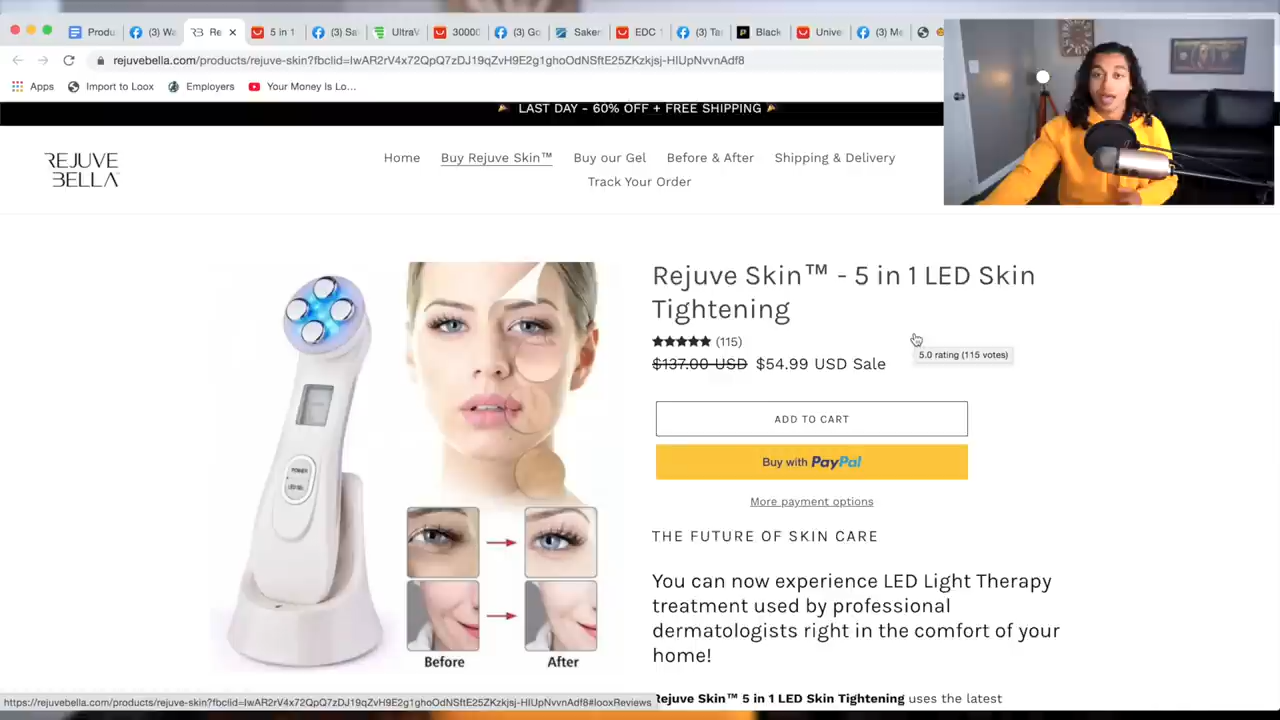 Produ
(3) Wa
Re
5 in 1
(3) Sa
UltraV
30000
(3) Go
Saker
EDC 1
(3) Ta
Black
Unive
(3) Me
rejuvebella.com/products/rejuve-skin?fbclid=IwAR2rV4x72QpQ7zDJ19qZvH9E2g1ghoOdNSftE25ZKzkjsj-HIUpNvvnAdf8
Apps
Import to Loox
Employers
Your Money Is Lo...
LAST DAY - 60% OFF + FREE SHIPPING
REJUVE
BELLA
Home
Buy Rejuve Skin™
Buy our Gel
Before & After
Shipping & Delivery
Track Your Order
Rejuve Skin™ - 5 in 1 LED Skin
Tightening
(115)
5.0 rating (115 votes)
$137.00 USD $54.99 USD Sale
ADD TO CART
Buy with PayPal
More payment options
THE FUTURE OF SKIN CARE
You can now experience LED Light Therapy
treatment used by professional
dermatologists right in the comfort of your
home!
Rejuve Skin™ 5 in 1 LED Skin Tightening uses the latest
POWER
Before
After
https://rejuvebella.com/products/rejuve-skin?fbclid=IwAR2rV4x72QpQ7zDJ19qZvH9E2g1ghoOdNSftE25ZKzkjsj-HIUpNvvnAdf8#looxReviews